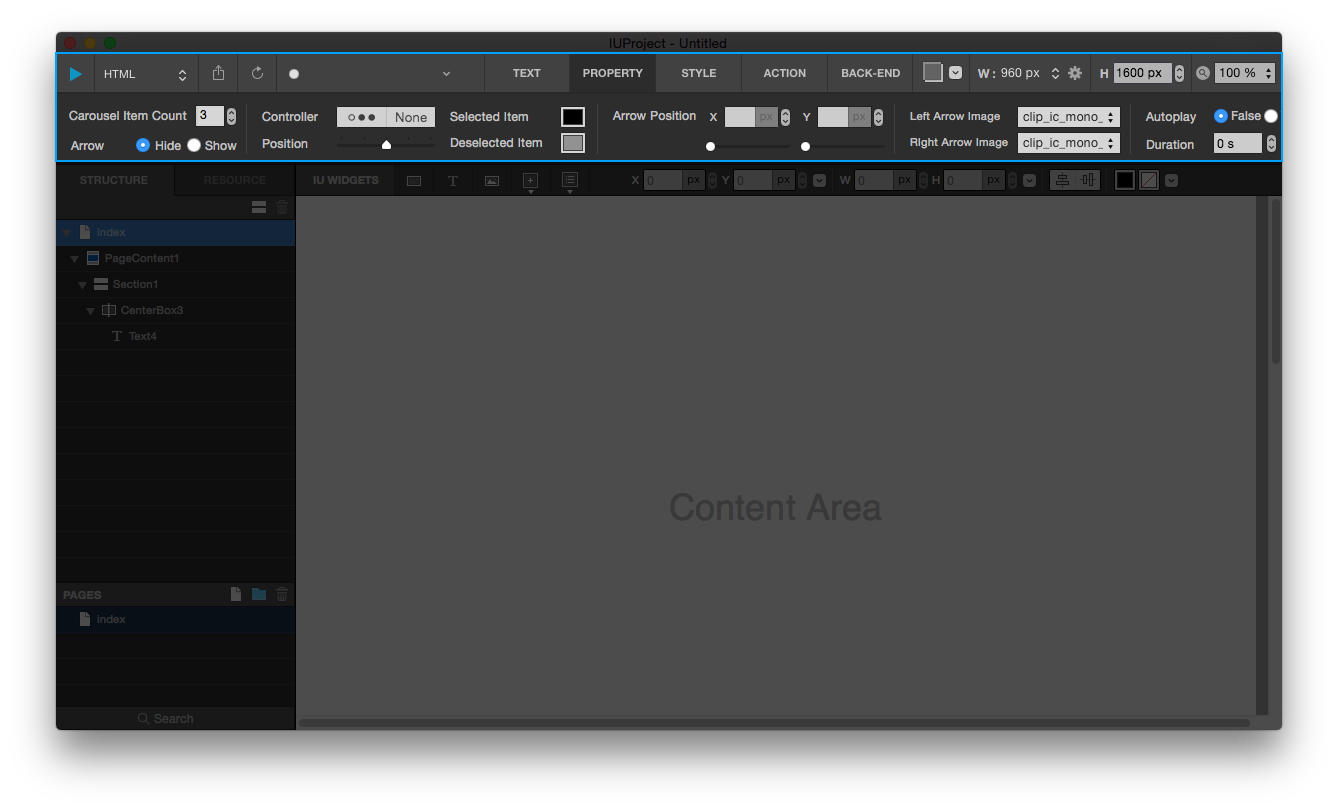 IUProject - Untitled
HTML TEXT PROPERTY STYLE ACTION BACK-END W : 960 px H 1600 px 100 %
Carousel Item Count 3 Controller None Selected Item Arrow Position X px Y px Left Arrow Image clip_ic_mono_ Autoplay False
Arrow Hide Show Position Deselected Item Right Arrow Image clip_ic_mono_ Duration 0 s
STRUCTURE RESOURCE IU WIDGETS T X 0 px Y 0 px W 0 px H 0 px
Index
PageContent1
Section1
CenterBox3
T Text4
Content Area
PAGES
Index
Search